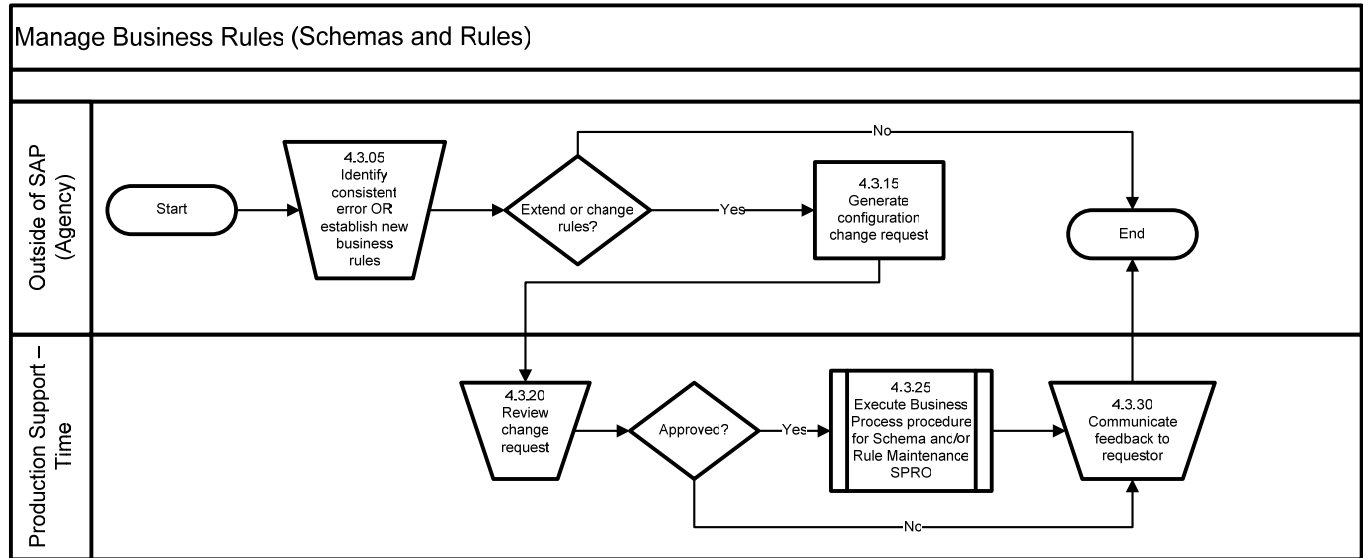 Manage Business Rules (Schemas and Rules)
Outside of SAP
(Agency)
Start
4.3.05
Identify
consistent
error OR
establish new
business
rules
Extend or change
rules?
No
Yes
4.3.15
Generate
configuration
change request
End
Production Support –
Time
4.3.20
Review
change
request
Approved?
Yes
No
4.3.25
Execute Business
Process procedure
for Schema and/or
Rule Maintenance
SPRO
4.3.30
Communicate
feedback to
requestor